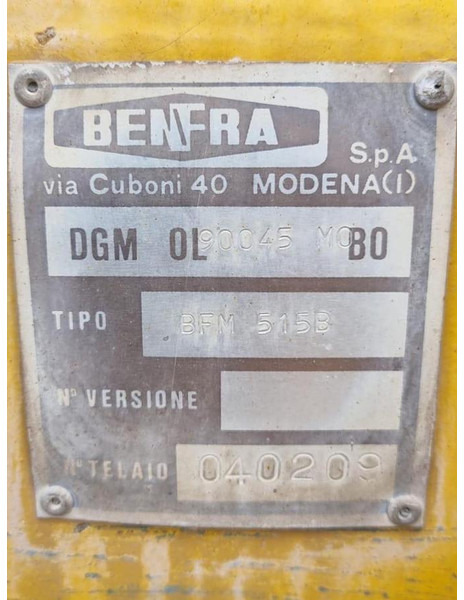 BENFRA
S.p.A.
via Cuboni 40 MODENA(I)
DGM OL 90045 MO BO
TIPO BFM 515B
N° VERSIONE
N° TELAIO 040209